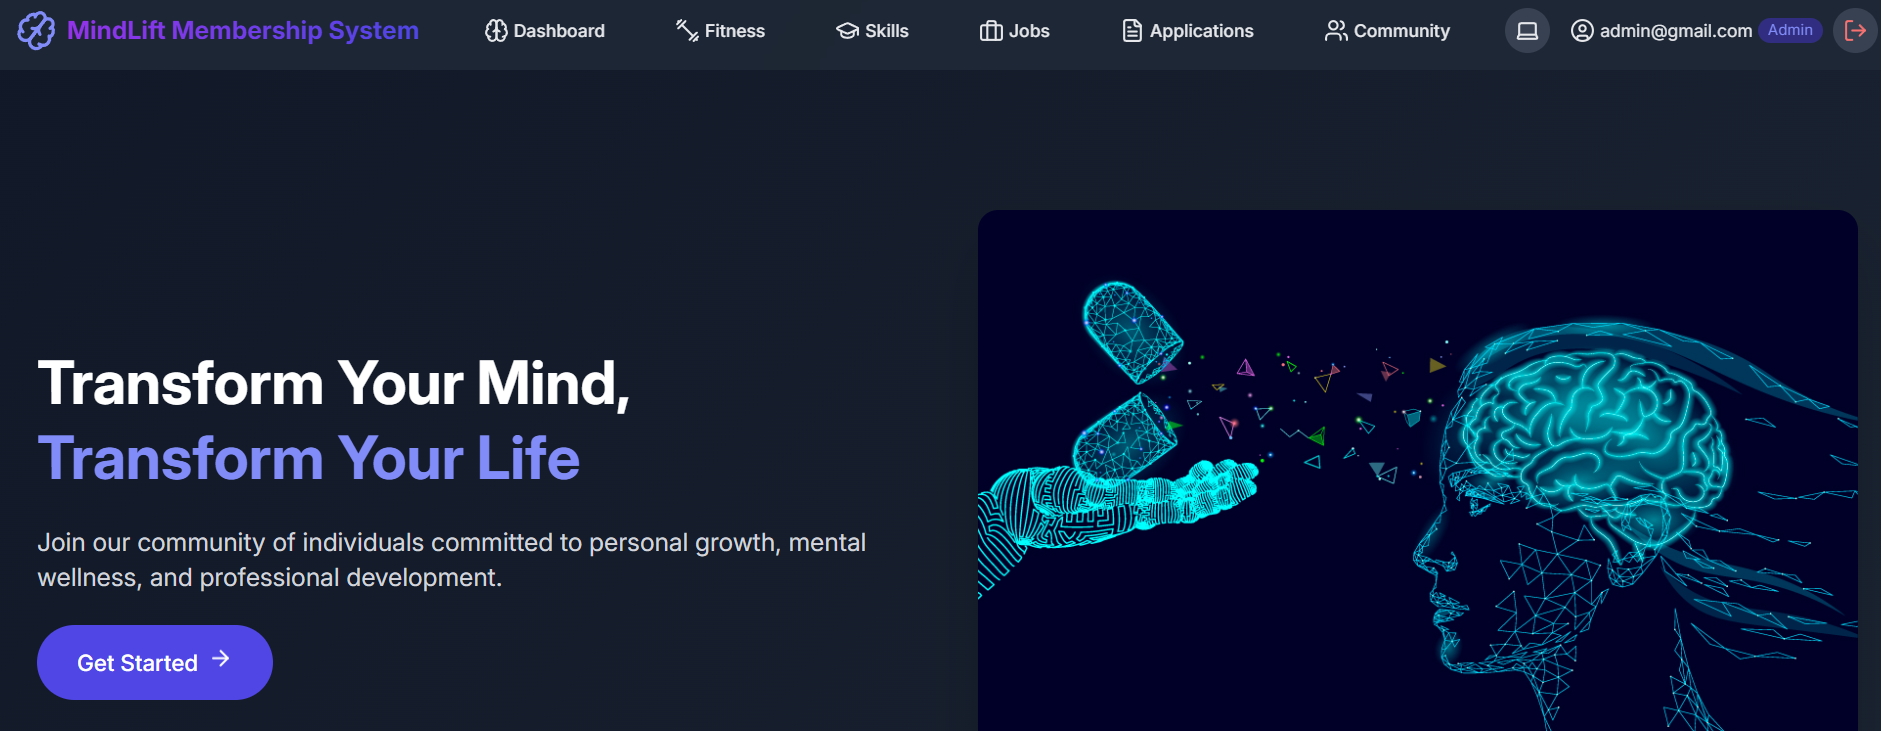 MindLift Membership System Dashboard Fitness Skills Jobs Applications Community admin@gmail.com Admin
Transform Your Mind,
Transform Your Life
Join our community of individuals committed to personal growth, mental
wellness, and professional development.
Get Started